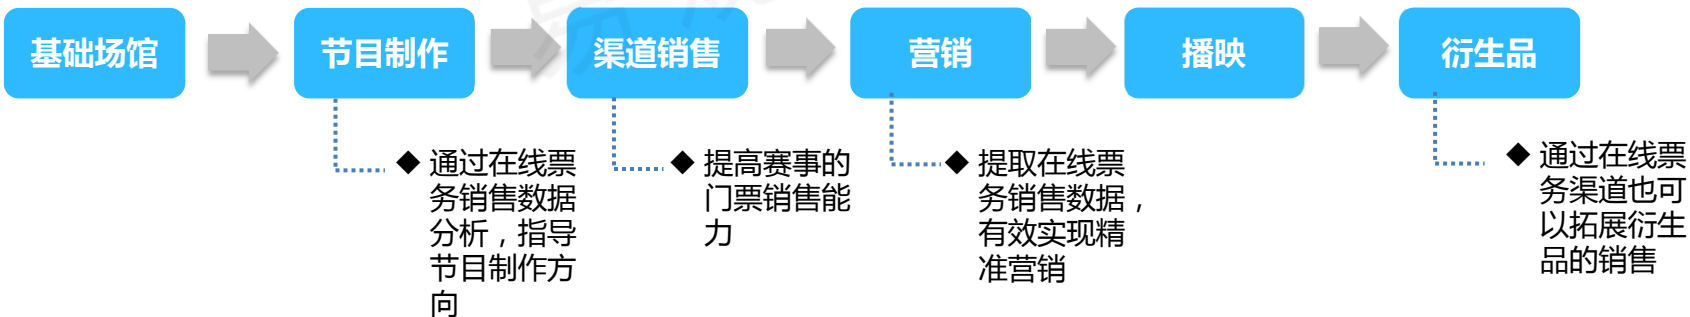 基础场馆
节目制作
渠道销售
营销
播映
衍生品
◆ 通过在线票
务销售数据
分析，指导
节目制作方
向
◆ 提高赛事的
门票销售能
力
◆ 提取在线票
务销售数据，
有效实现精
准营销
◆ 通过在线票
务渠道也可
以拓展衍生
品的销售